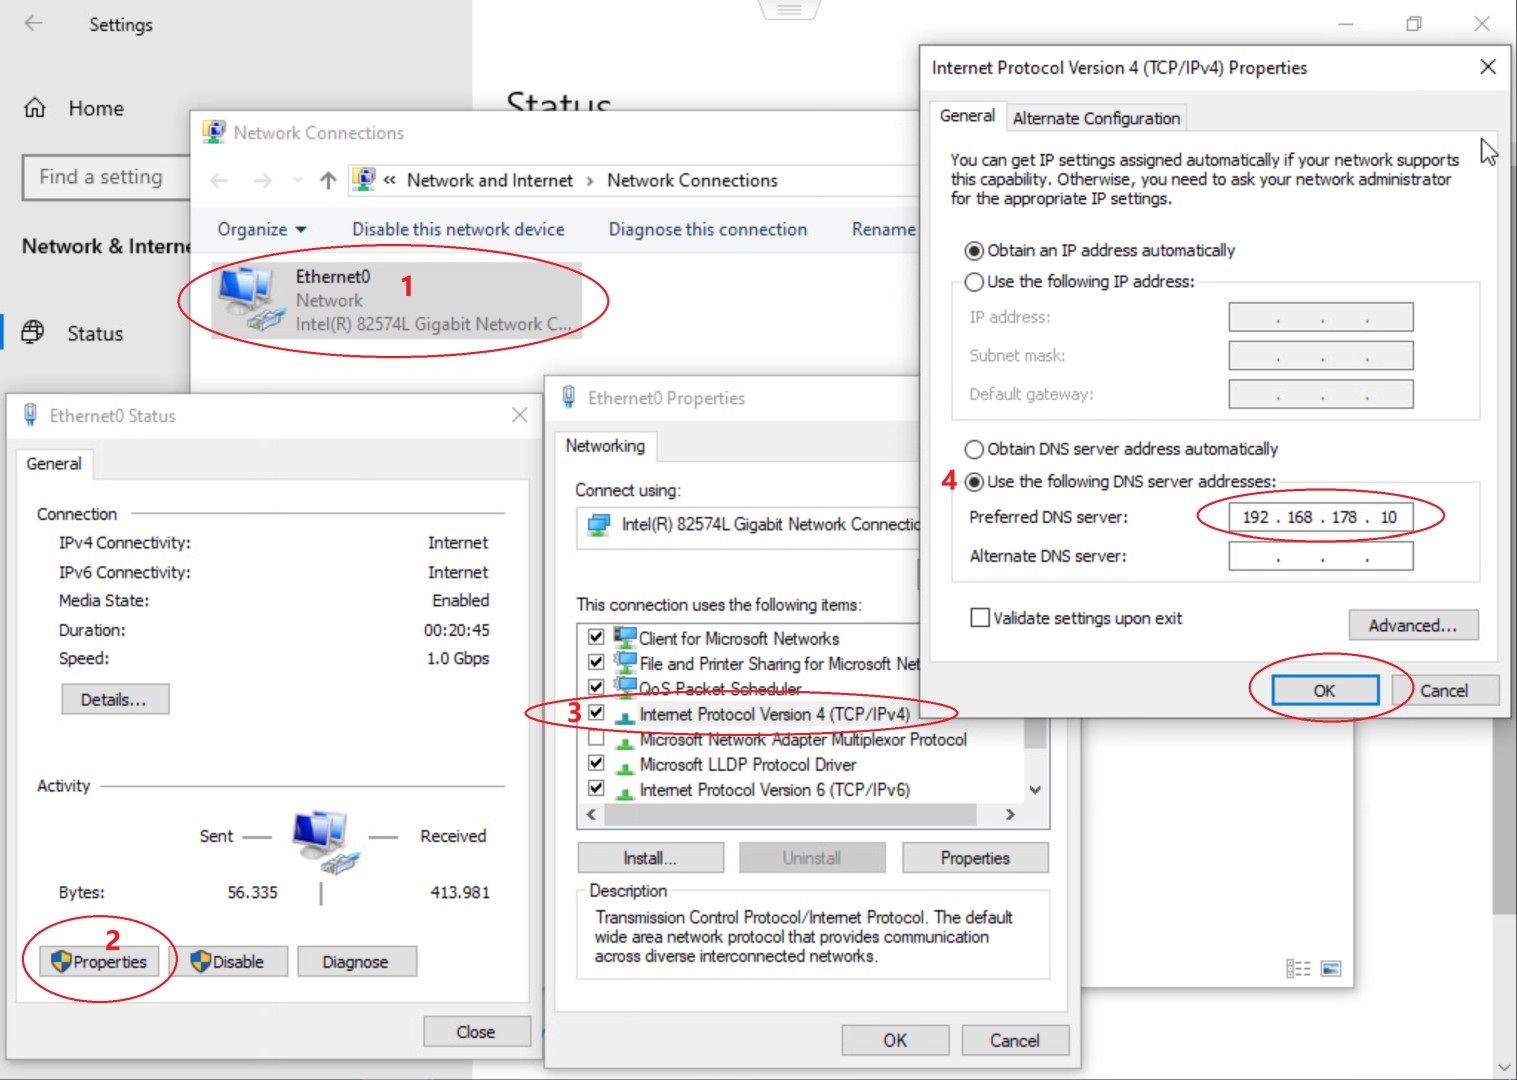 Settings
Home
Find a setting
Network & Interne
Status
Status
Network Connections
« Network and Internet › Network Connections
Organize Disable this network device Diagnose this connection Rename
Ethernet0
Network
Intel(R) 82574L Gigabit Network C...
1
Ethernet0 Status
General
Connection
IPv4 Connectivity: Internet
IPv6 Connectivity: Internet
Media State: Enabled
Duration: 00:20:45
Speed: 1.0 Gbps
Details...
Activity
Sent Received
Bytes: 56.335 413.981
2
Properties Disable Diagnose
Close
Ethernet0 Properties
Networking
Connect using:
Intel(R) 82574L Gigabit Network Connectio
This connection uses the following items:
Client for Microsoft Networks
File and Printer Sharing for Microsoft Net
QoS Packet Scheduler
3 Internet Protocol Version 4 (TCP/IPv4)
Microsoft Network Adapter Multiplexor Protocol
Microsoft LLDP Protocol Driver
Internet Protocol Version 6 (TCP/IPv6)
Install... Uninstall Properties
Description
Transmission Control Protocol/Internet Protocol. The default
wide area network protocol that provides communication
across diverse interconnected networks.
OK Cancel
Internet Protocol Version 4 (TCP/IPv4) Properties
General Alternate Configuration
You can get IP settings assigned automatically if your network supports
this capability. Otherwise, you need to ask your network administrator
for the appropriate IP settings.
Obtain an IP address automatically
Use the following IP address:
IP address: . . .
Subnet mask: . . .
Default gateway: . . .
Obtain DNS server address automatically
4 Use the following DNS server addresses:
Preferred DNS server: 192 . 168 . 178 . 10
Alternate DNS server: . . .
Validate settings upon exit
Advanced...
OK Cancel